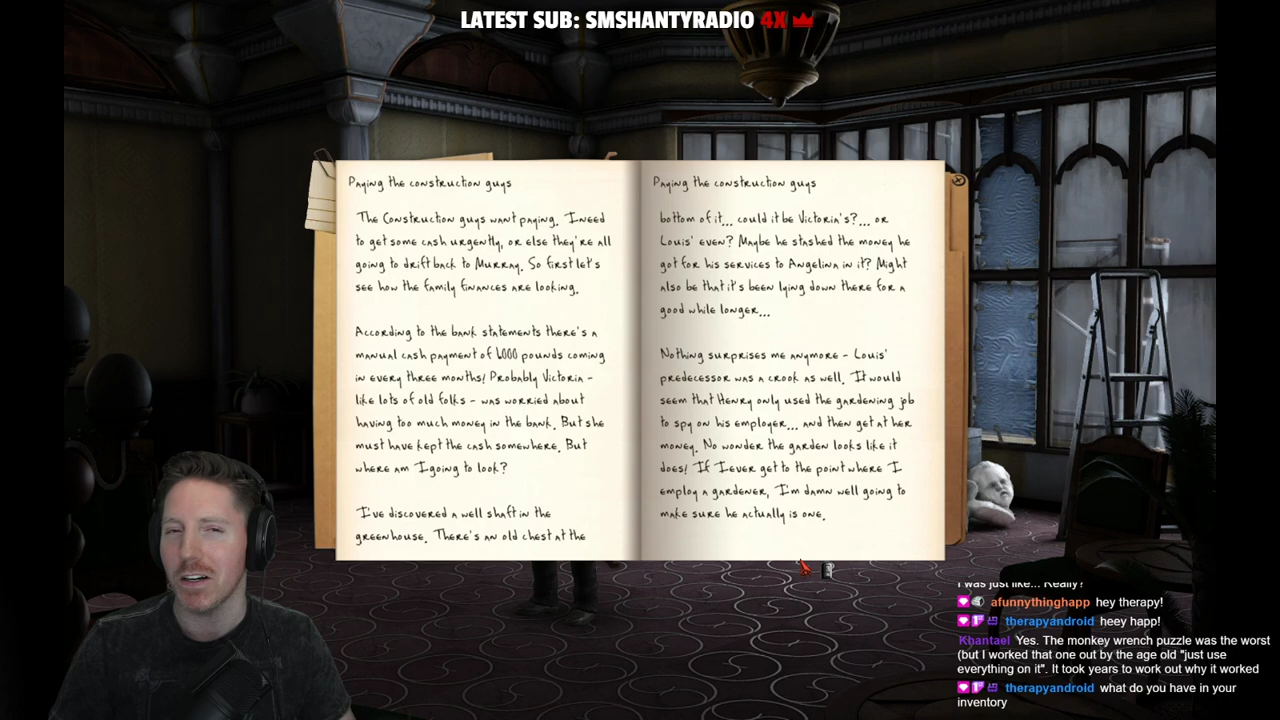 LATEST SUB: SMSHANTYRADIO 4X
Paying the construction guys
The Construction guys want paying. I need
to get some cash urgently, or else they're all
going to drift back to Murray. So first let's
see how the family finances are looking.
According to the bank statements there's a
manual cash payment of 6000 pounds coming
in every three months! Probably Victoria -
like lots of old folks - was worried about
having too much money in the bank. But she
must have kept the cash somewhere. But
where am I going to look?
I've discovered a well shaft in the
greenhouse. There's an old chest at the
Paying the construction guys
bottom of it... could it be Victoria's?... or
Louis' even? Maybe he stashed the money he
got for his services to Angelina in it? Might
also be that it's been lying down there for a
good while longer...
Nothing surprises me anymore - Louis'
predecessor was a crook as well. It would
seem that Henry only used the gardening job
to spy on his employer... and then get at her
money. No wonder the garden looks like it
does! If I ever get to the point where I
employ a gardener, I'm damn well going to
make sure he actually is one.
I was just like... Really?
afunnythinghapp hey therapy!
therapyandroid heey happ!
Khantael Yes. The monkey wrench puzzle was the worst
(but I worked that one out by the age old "just use
everything on it". It took years to work out why it worked
therapyandroid what do you have in your
inventory